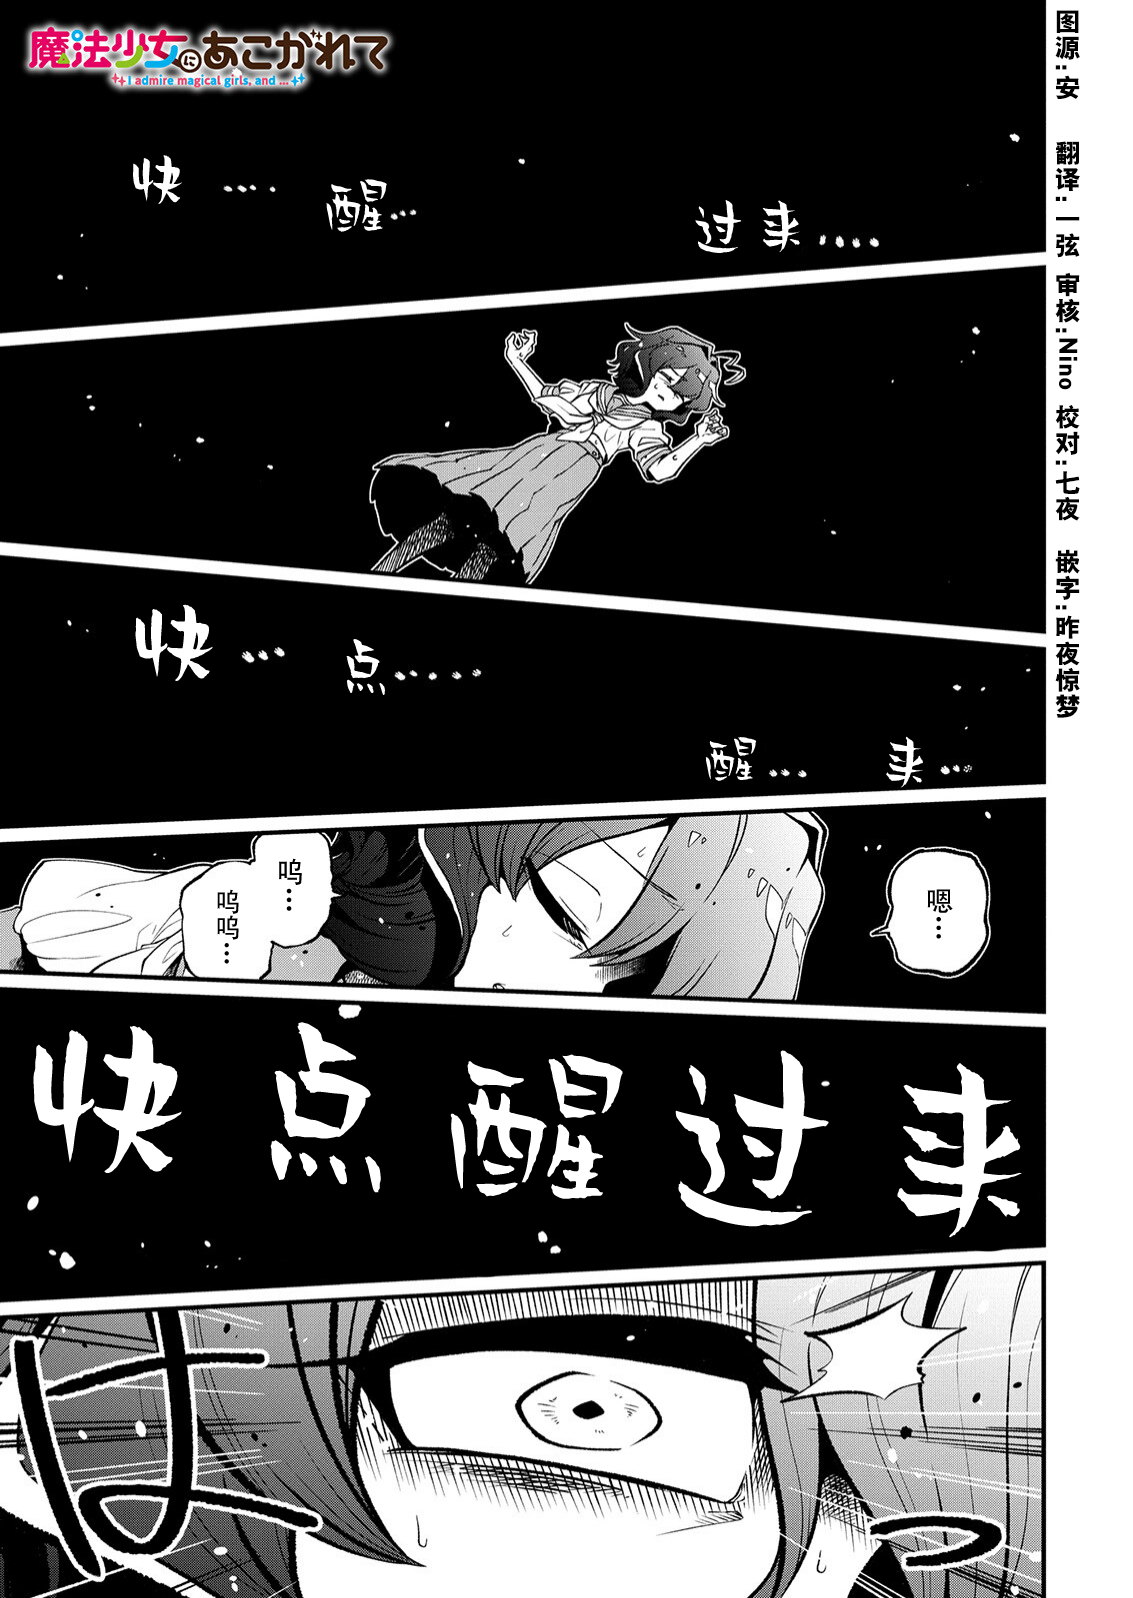 魔法少女にあこがれて
I admire magical girls, and ...
图源:安 翻译:一弦 审核:Nino 校对:七夜 嵌字:昨夜惊梦
快…… 醒… 过来……
快…… 点……
醒… 来…
嗯…
呜…
呜呜…
快点醒过来
はっ